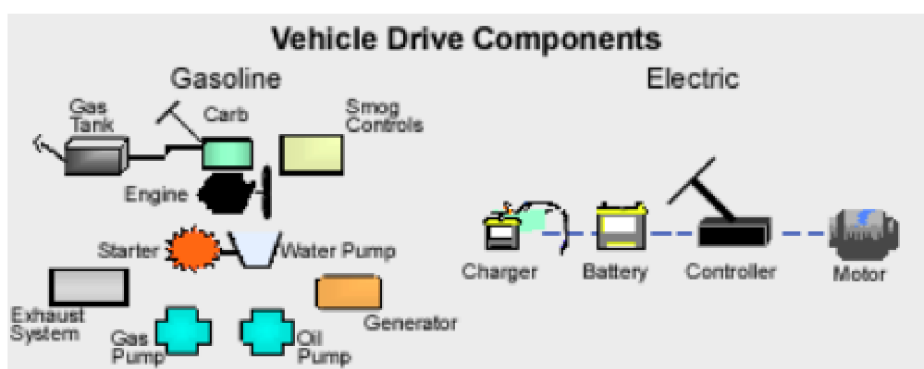 Vehicle Drive Components
Gasoline
Electric
Gas
Tank
Carb
Smog
Controls
Engine
Starter
Water Pump
Exhaust
System
Gas
Pump
Oil
Pump
Generator
Charger
Battery
Controller
Motor